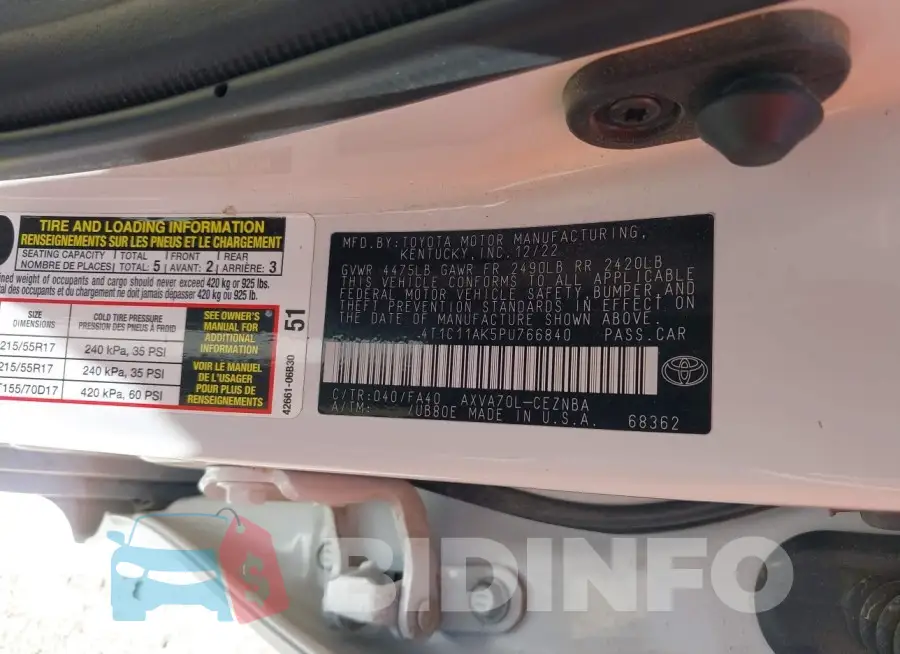 TIRE AND LOADING INFORMATION
RENSEIGNEMENTS SUR LES PNEUS ET LE CHARGEMENT
SEATING CAPACITY TOTAL FRONT REAR
NOMBRE DE PLACES TOTAL: 5 AVANT: 2 ARRIÈRE: 3
weight of occupants and cargo should never exceed 420 kg or 925 lbs.
des occupants et du chargement ne doit jamais dépasser 420 kg ou 925 lb.
SIZE COLD TIRE PRESSURE
DIMENSIONS PRESSION DES PNEUS À FROID
215/55R17 240 kPa, 35 PSI
215/55R17 240 kPa, 35 PSI
T155/70D17 420 kPa, 60 PSI
SEE OWNER'S
MANUAL FOR
ADDITIONAL
INFORMATION
VOIR LE MANUEL
DE L'USAGER
POUR PLUS DE
RENSEIGNEMENTS
51
42661-06B30
MFD.BY: TOYOTA MOTOR MANUFACTURING,
KENTUCKY, INC. 12/22
GVWR 4475LB GAWR FR 2490LB RR 2420LB
THIS VEHICLE CONFORMS TO ALL APPLICABLE
FEDERAL MOTOR VEHICLE SAFETY, BUMPER AND
THEFT PREVENTION STANDARDS IN EFFECT ON
THE DATE OF MANUFACTURE SHOWN ABOVE.
4T1C11AK5PU766840 PASS.CAR
C/TR:040/FA40 AXVA70L-CEZNBA
A/TM: /UB80E MADE IN U.S.A. 68362
BIDINFO